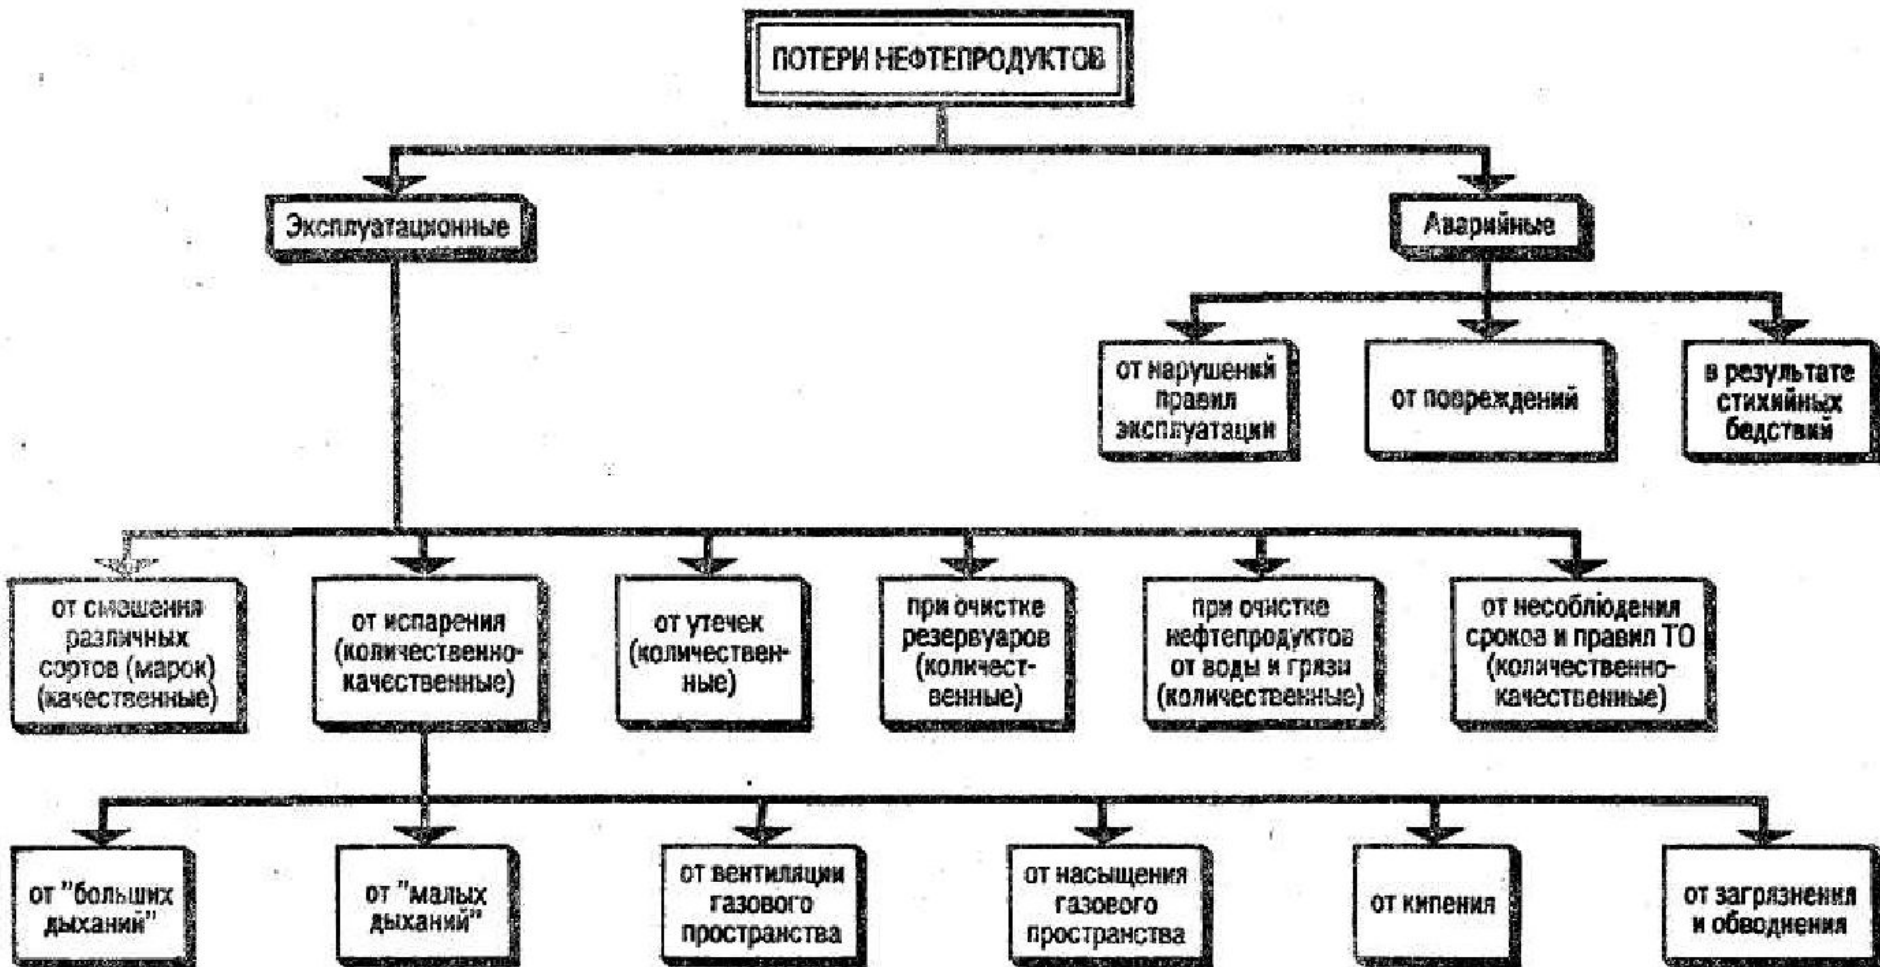 ПОТЕРИ НЕФТЕПРОДУКТОВ
Эксплуатационные
Аварийные
от нарушений
правил
эксплуатации
от повреждений
в результате
стихийных
бедствий
от смешения
различных
сортов (марок)
(качественные)
от испарения
(количественно-
качественные)
от утечек
(количествен-
ные)
при очистке
резервуаров
(количест-
венные)
при очистке
нефтепродуктов
от воды и грязи
(количественные)
от несоблюдения
сроков и правил ТО
(количественно-
качественные)
от "больших
дыханий"
от "малых
дыханий"
от вентиляции
газового
пространства
от насыщения
газового
пространства
от кипения
от загрязнения
и обводнения